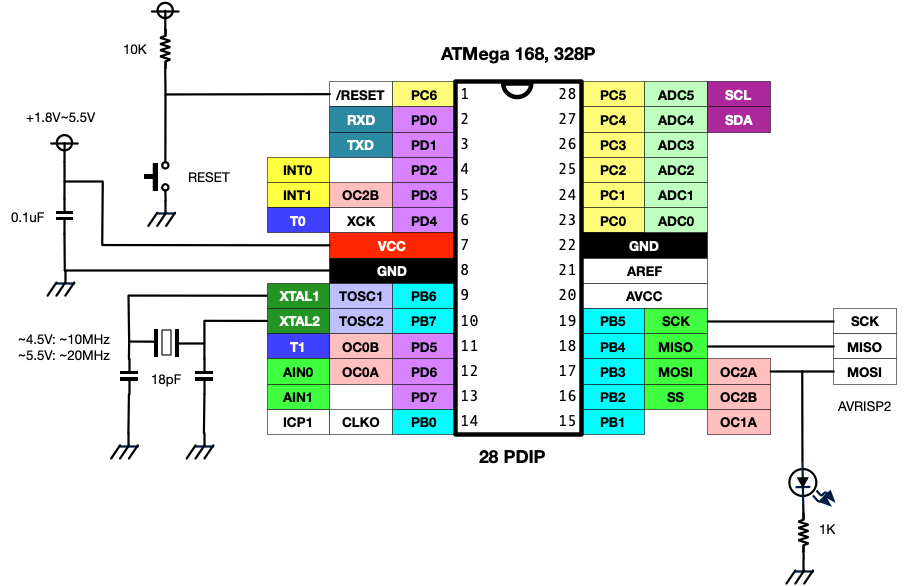 10K
ATMega 168, 328P
/RESET PC6 1 28 PC5 ADC5 SCL
+1.8V~5.5V
RXD PD0 2 27 PC4 ADC4 SDA
TXD PD1 3 26 PC3 ADC3
RESET
INT0 PD2 4 25 PC2 ADC2
INT1 OC2B PD3 5 24 PC1 ADC1
0.1uF
T0 XCK PD4 6 23 PC0 ADC0
VCC 7 22 GND
GND 8 21 AREF
XTAL1 TOSC1 PB6 9 20 AVCC
XTAL2 TOSC2 PB7 10 19 PB5 SCK SCK
~4.5V: ~10MHz
~5.5V: ~20MHz
T1 OC0B PD5 11 18 PB4 MISO MISO
18pF
AIN0 OC0A PD6 12 17 PB3 MOSI OC2A MOSI
AIN1 PD7 13 16 PB2 SS OC2B
AVRISP2
ICP1 CLKO PB0 14 15 PB1 OC1A
28 PDIP
1K